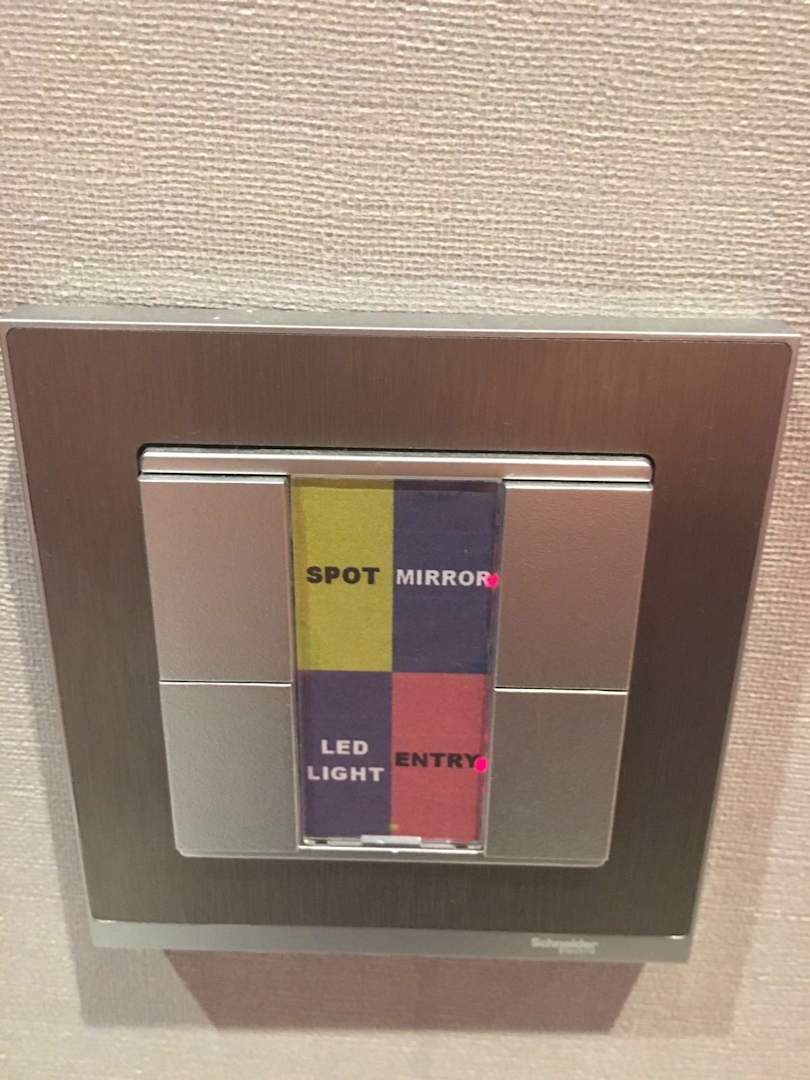 SPOT
MIRROR
LED
LIGHT
ENTRY
Schneider